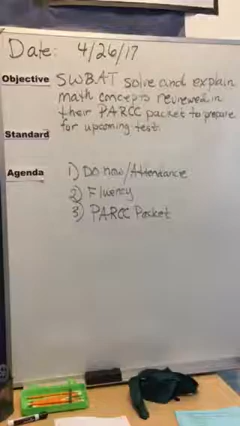 Date: 4/26/17
Objective SWBAT solve and explain
math concepts reviewed in
their PARCC packet to prepare
for upcoming test.
Standard
Agenda 1) Do now/Attendance
2) Fluency
3) PARCC Packet